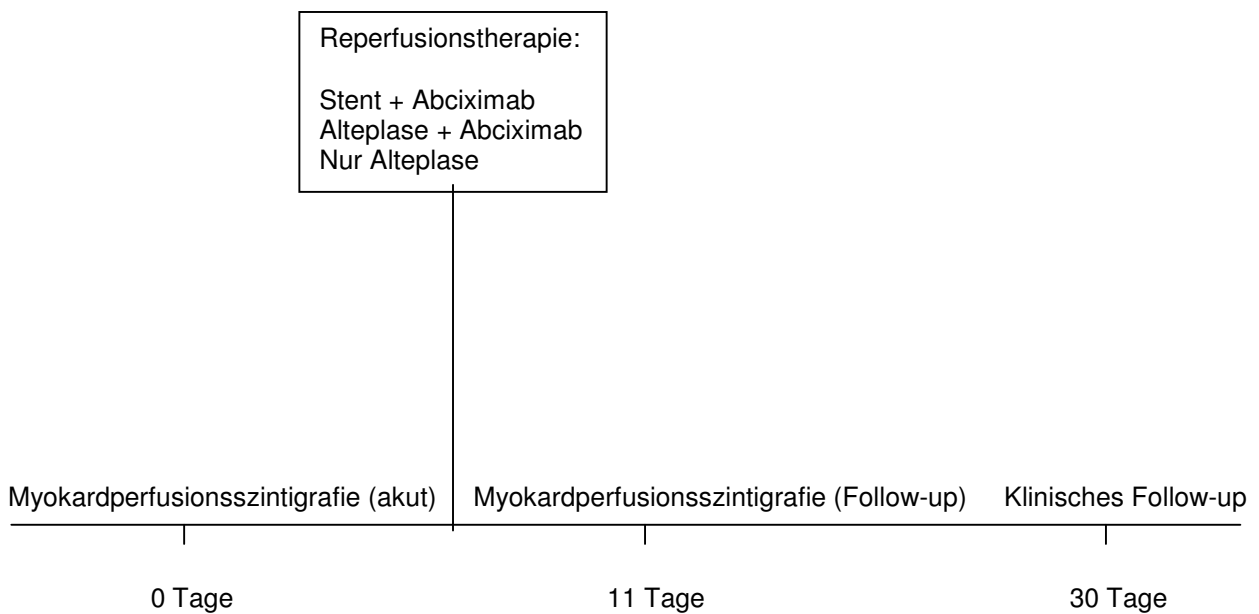 Reperfusionstherapie:
Stent + Abciximab
Alteplase + Abciximab
Nur Alteplase
Myokardperfusionsszintigrafie (akut)
Myokardperfusionsszintigrafie (Follow-up)
Klinisches Follow-up
0 Tage
11 Tage
30 Tage